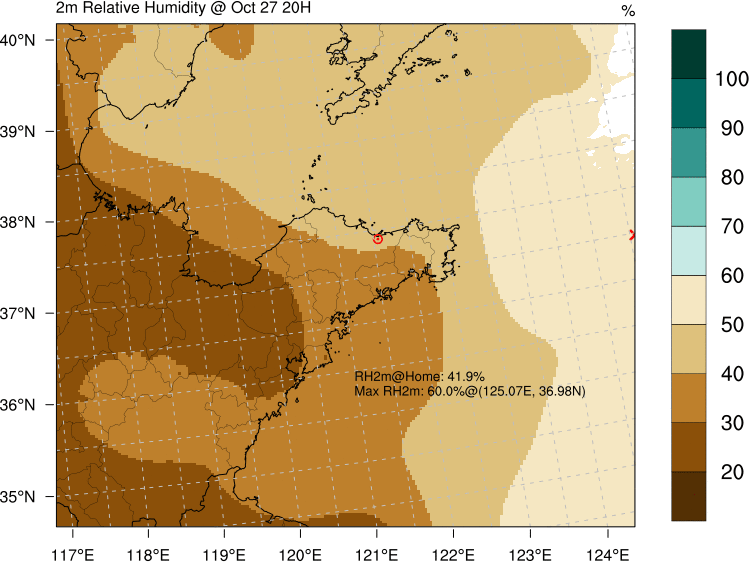 2m Relative Humidity @ Oct 27 20H
%
40°N
39°N
38°N
37°N
36°N
35°N
RH2m@Home: 41.9%
Max RH2m: 60.0%@(125.07E, 36.98N)
100
90
80
70
60
50
40
30
20
117°E 118°E 119°E 120°E 121°E 122°E 123°E 124°E